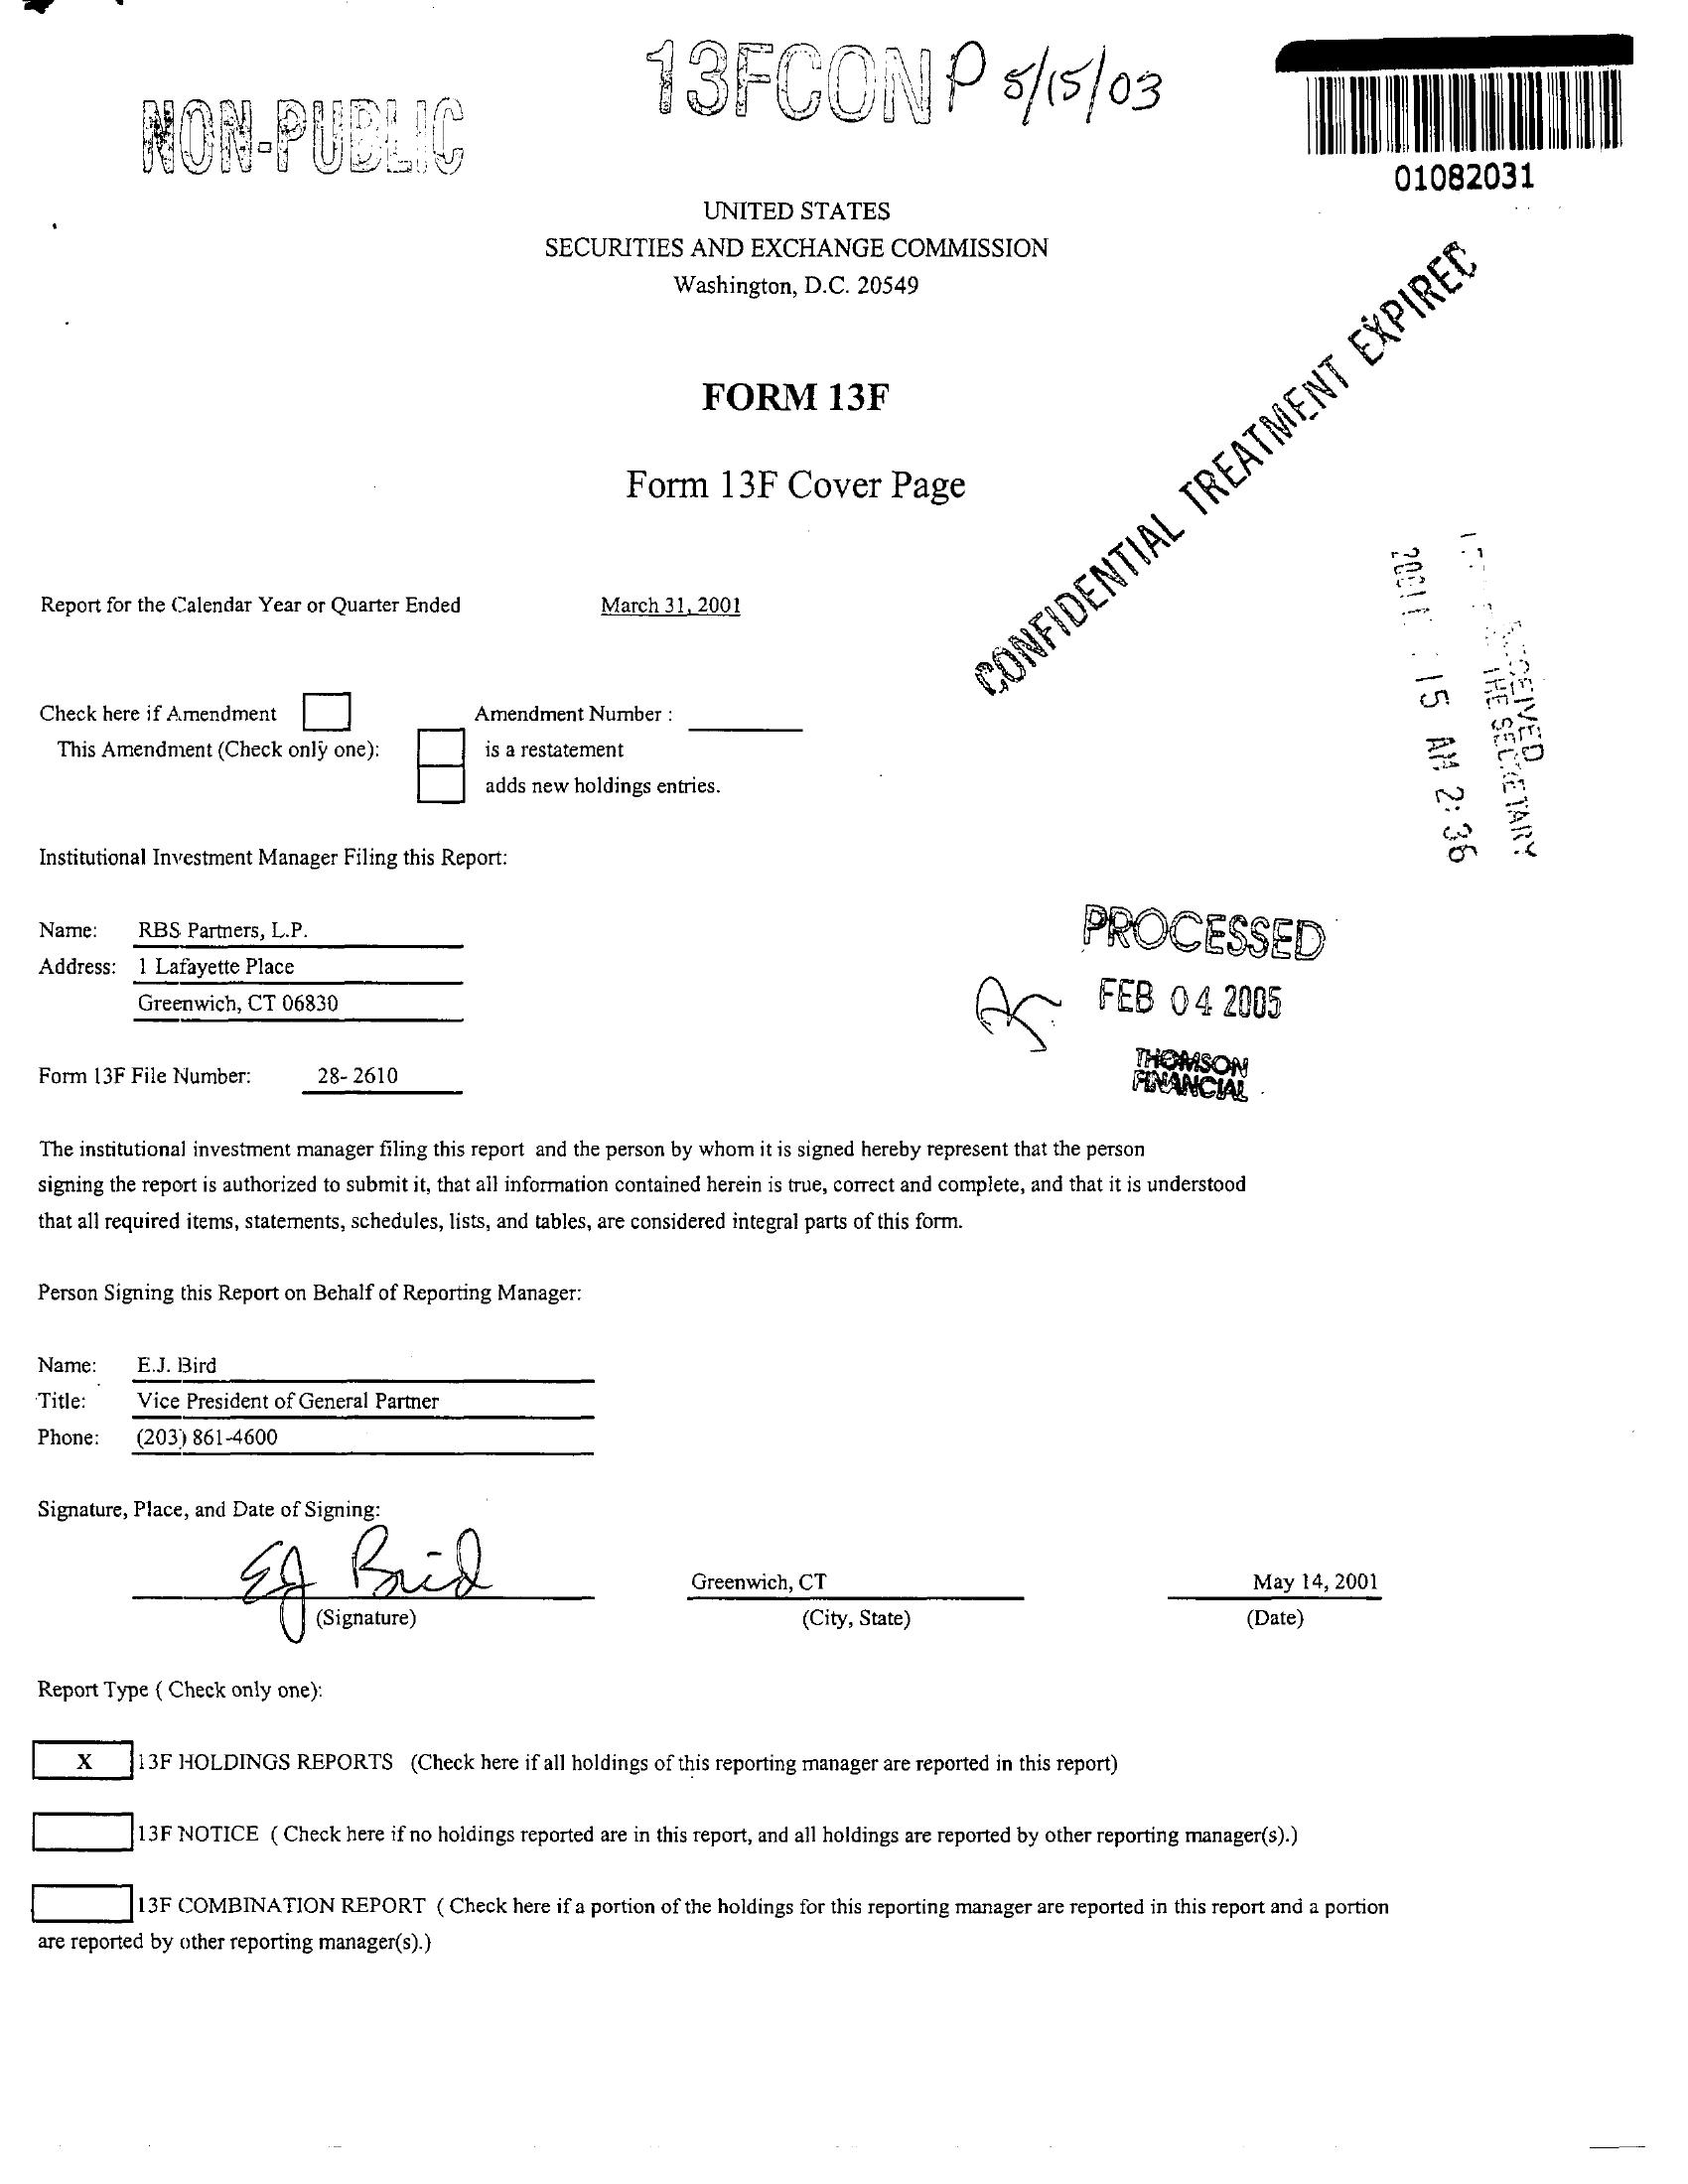 13FCON P 5/15/03
NON-PUBLIC
01082031
UNITED STATES
SECURITIES AND EXCHANGE COMMISSION
Washington, D.C. 20549
CONFIDENTIAL TREATMENT EXPIRED
FORM 13F
Form 13F Cover Page
Report for the Calendar Year or Quarter Ended March 31, 2001
2001 15 AM 2:36
THE SECRETARY
Check here if Amendment Amendment Number :
This Amendment (Check only one): is a restatement
adds new holdings entries.
Institutional Investment Manager Filing this Report:
Name: RBS Partners, L.P.
Address: 1 Lafayette Place
Greenwich, CT 06830
PROCESSED
FEB 04 2005
THOMSON
FINANCIAL
Form 13F File Number: 28- 2610
The institutional investment manager filing this report and the person by whom it is signed hereby represent that the person
signing the report is authorized to submit it, that all information contained herein is true, correct and complete, and that it is understood
that all required items, statements, schedules, lists, and tables, are considered integral parts of this form.
Person Signing this Report on Behalf of Reporting Manager:
Name: E.J. Bird
Title: Vice President of General Partner
Phone: (203) 861-4600
Signature, Place, and Date of Signing:
EJ Bird Greenwich, CT May 14, 2001
(Signature) (City, State) (Date)
Report Type ( Check only one):
X 13F HOLDINGS REPORTS (Check here if all holdings of this reporting manager are reported in this report)
13F NOTICE ( Check here if no holdings reported are in this report, and all holdings are reported by other reporting manager(s).)
13F COMBINATION REPORT ( Check here if a portion of the holdings for this reporting manager are reported in this report and a portion
are reported by other reporting manager(s).)